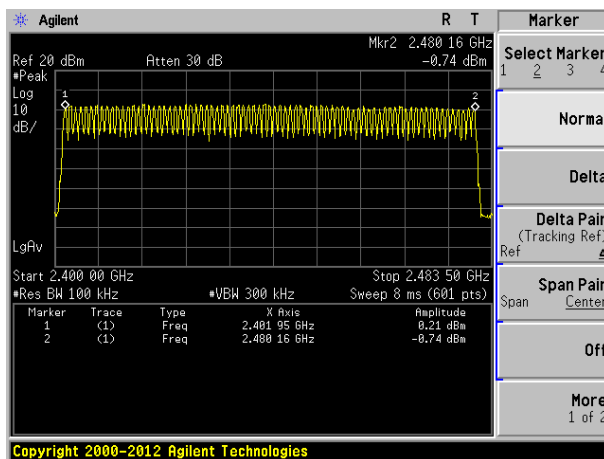 Agilent R T
Mkr2 2.480 16 GHz
Ref 20 dBm Atten 30 dB -0.74 dBm
#Peak
Log
10
dB/
1
2
LgAv
Start 2.400 00 GHz Stop 2.483 50 GHz
#Res BW 100 kHz #VBW 300 kHz Sweep 8 ms (601 pts)
Marker Trace Type X Axis Amplitude
1 (1) Freq 2.401 95 GHz 0.21 dBm
2 (1) Freq 2.480 16 GHz -0.74 dBm
Marker
Select Marker
1 2 3 4
Norma
Delta
Delta Pair
(Tracking Ref)
Ref
Span Pair
Span Center
Off
More
1 of 2
Copyright 2000-2012 Agilent Technologies